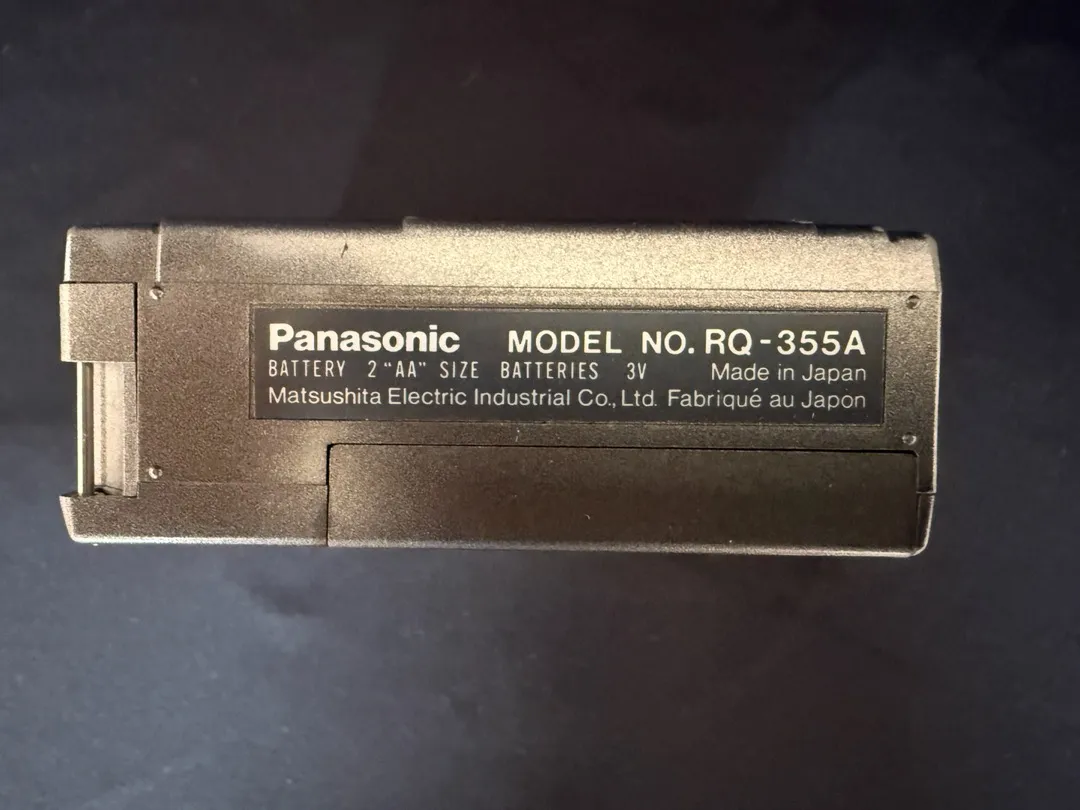 Panasonic MODEL NO. RQ-355A
BATTERY 2 "AA" SIZE BATTERIES 3V Made in Japan
Matsushita Electric Industrial Co., Ltd. Fabriqué au Japon